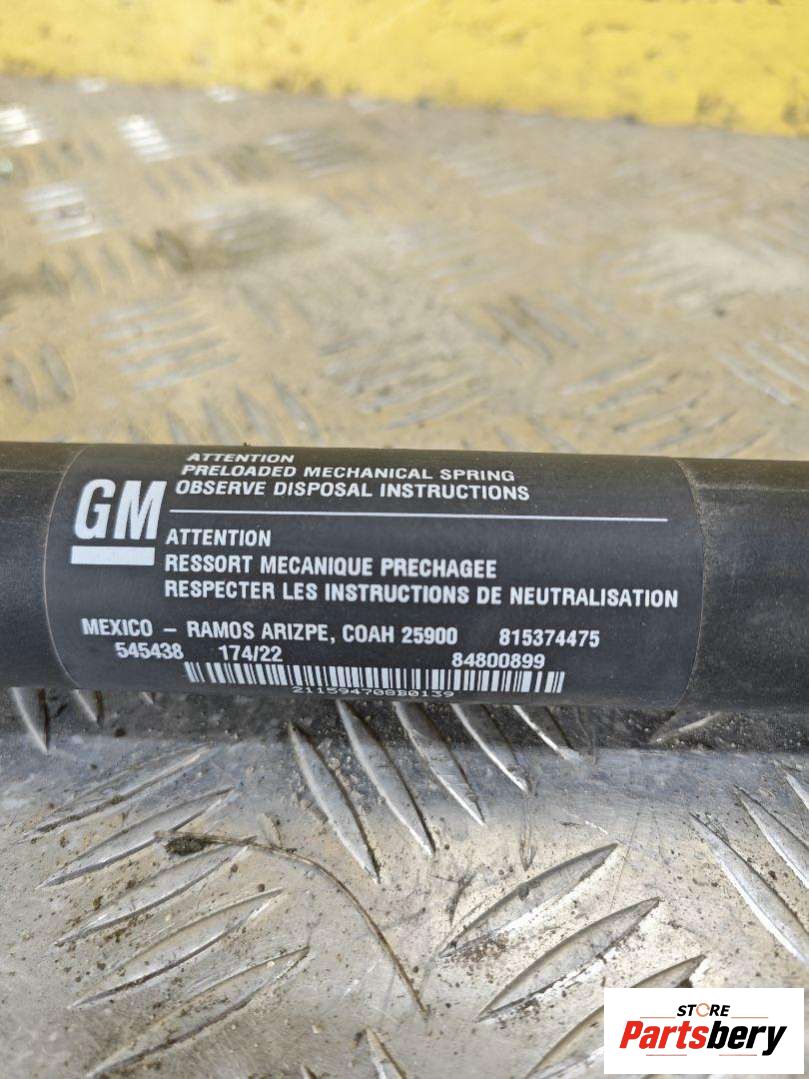 GM
ATTENTION
PRELOADED MECHANICAL SPRING
OBSERVE DISPOSAL INSTRUCTIONS
ATTENTION
RESSORT MECANIQUE PRECHAGEE
RESPECTER LES INSTRUCTIONS DE NEUTRALISATION
MEXICO – RAMOS ARIZPE, COAH 25900 815374475
545438 174/22 84800899
211594708B0139
STORE
Partsbery